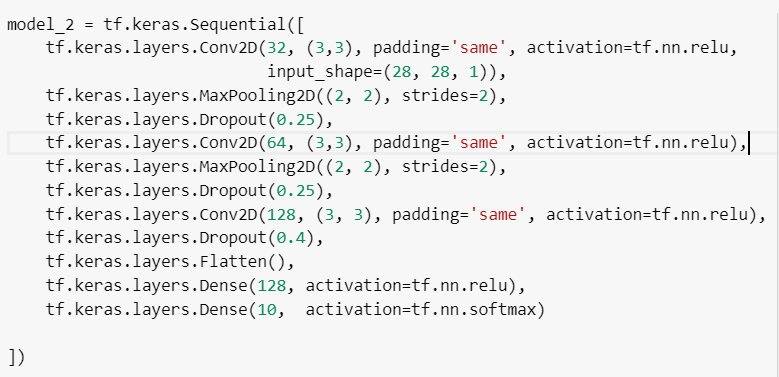 model_2 = tf.keras.Sequential([
    tf.keras.layers.Conv2D(32, (3,3), padding='same', activation=tf.nn.relu,
                           input_shape=(28, 28, 1)),
    tf.keras.layers.MaxPooling2D((2, 2), strides=2),
    tf.keras.layers.Dropout(0.25),
    tf.keras.layers.Conv2D(64, (3,3), padding='same', activation=tf.nn.relu),
    tf.keras.layers.MaxPooling2D((2, 2), strides=2),
    tf.keras.layers.Dropout(0.25),
    tf.keras.layers.Conv2D(128, (3, 3), padding='same', activation=tf.nn.relu),
    tf.keras.layers.Dropout(0.4),
    tf.keras.layers.Flatten(),
    tf.keras.layers.Dense(128, activation=tf.nn.relu),
    tf.keras.layers.Dense(10,  activation=tf.nn.softmax)

])